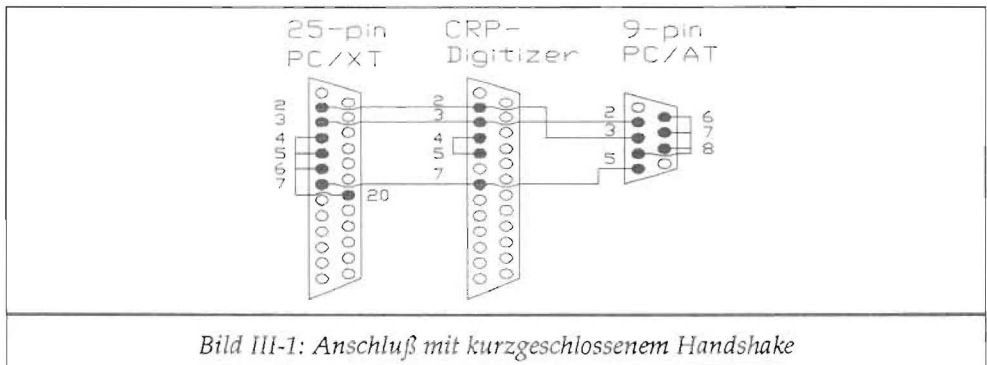 25-pin CRP- 9-pin
PC/XT Digitizer PC/AT
2 2 2 6
3 3 3 7
4 4 5 8
5 5
6 7
7
20
Bild III-1: Anschluß mit kurzgeschlossenem Handshake